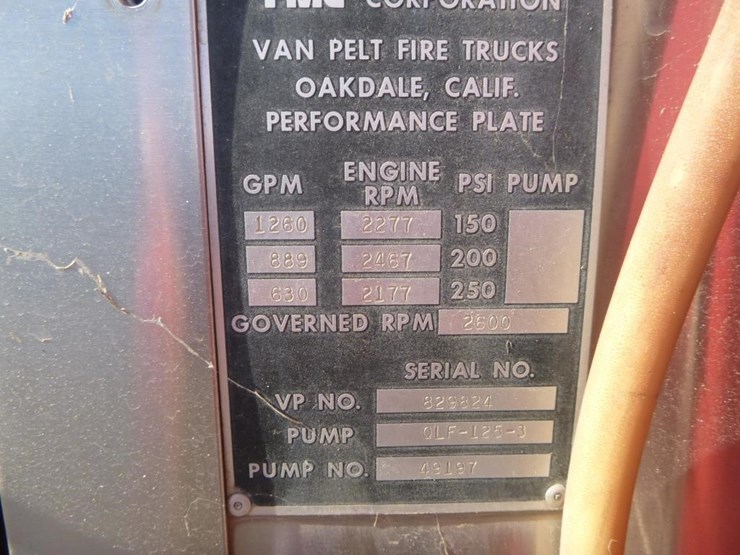 FMC CORPORATION
VAN PELT FIRE TRUCKS
OAKDALE, CALIF.
PERFORMANCE PLATE
GPM ENGINE RPM PSI PUMP
1260 2277 150
889 2467 200
630 2177 250
GOVERNED RPM 2600
SERIAL NO.
VP NO. 829824
PUMP QLF-125-3
PUMP NO. 49197